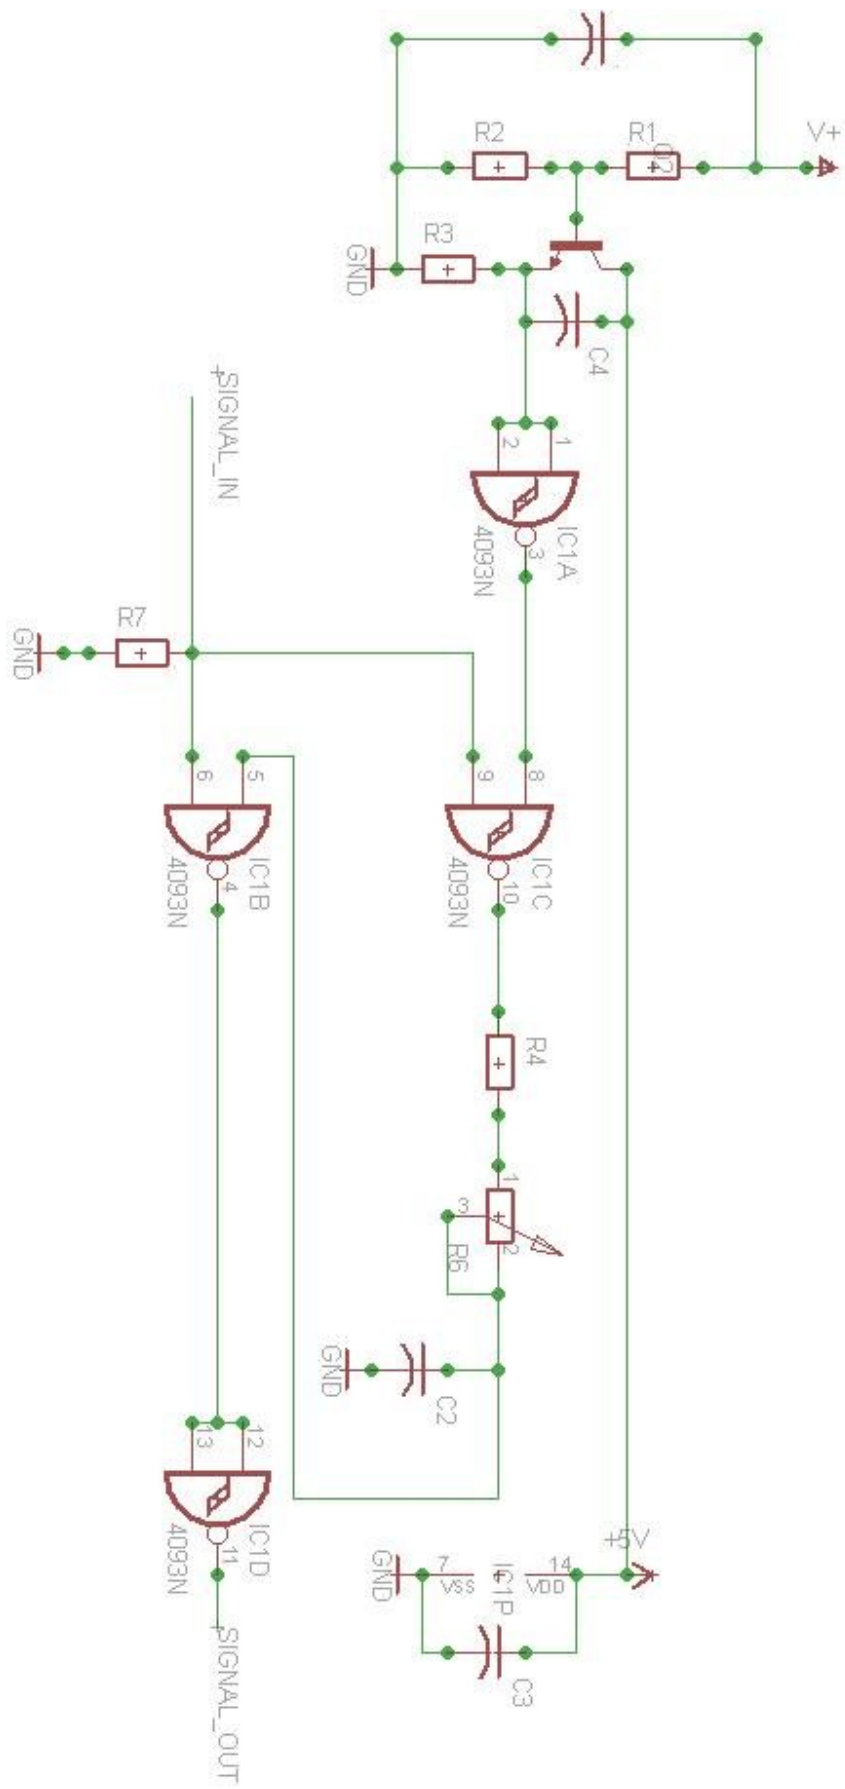 V+
R2
R1
Q2
R3
GND
C4
+SIGNAL_IN
2
1
IC1A
3
4093N
R7
GND
6
5
9
8
IC1B
4
4093N
IC1C
10
4093N
R4
1
3
2
R6
GND
C2
13
12
IC1D
11
4093N
+SIGNAL_OUT
+5V
GND
7
VSS
IC1P
14
VDD
C3